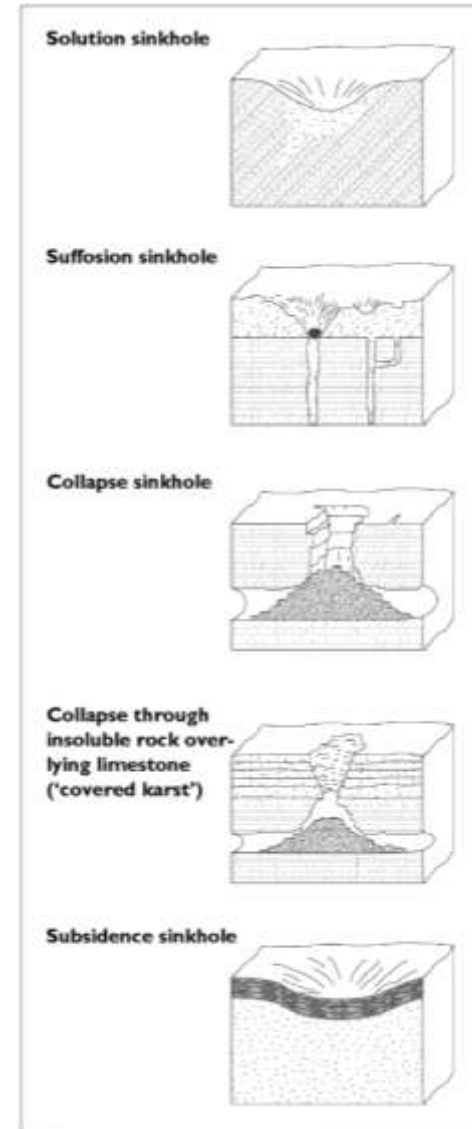 Solution sinkhole
Suffosion sinkhole
Collapse sinkhole
Collapse through
insoluble rock over-
lying limestone
(‘covered karst’)
Subsidence sinkhole